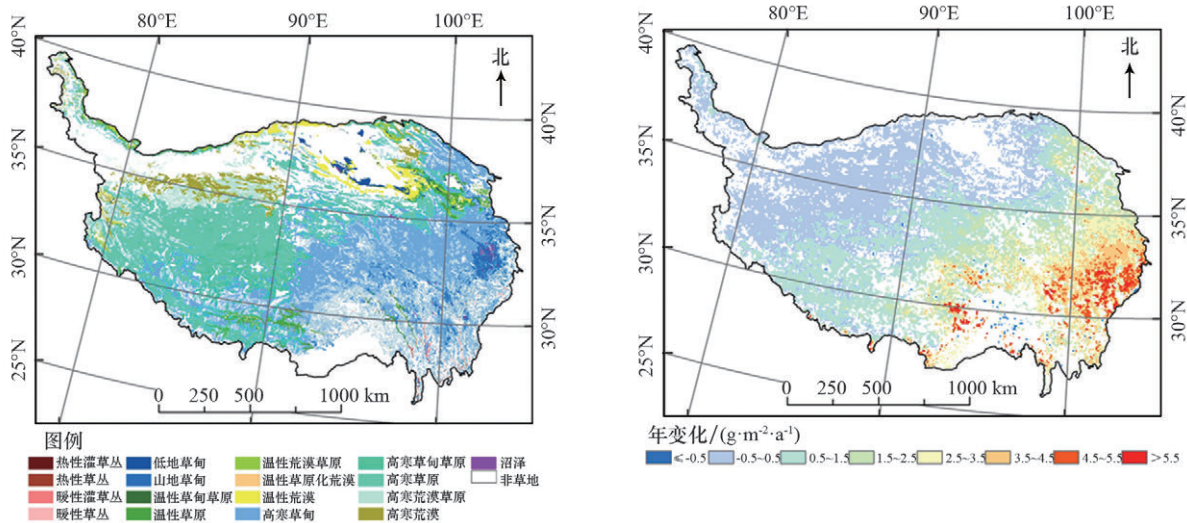 80°E 90°E 100°E
40°N
北
40°N
35°N
35°N
30°N
30°N
25°N
0 250 500 1000 km
图例
热性灌草丛 低地草甸 温性荒漠草原 高寒草甸草原 沼泽
热性草丛 山地草甸 温性草原化荒漠 高寒草原 非草地
暖性灌草丛 温性草甸草原 温性荒漠 高寒荒漠草原
暖性草丛 温性草原 高寒草甸 高寒荒漠
80°E 90°E 100°E
40°N
北
40°N
35°N
35°N
30°N
30°N
25°N
0 250 500 1000 km
年变化/(g·m⁻²·a⁻¹)
≤-0.5 -0.5~0.5 0.5~1.5 1.5~2.5 2.5~3.5 3.5~4.5 4.5~5.5 >5.5